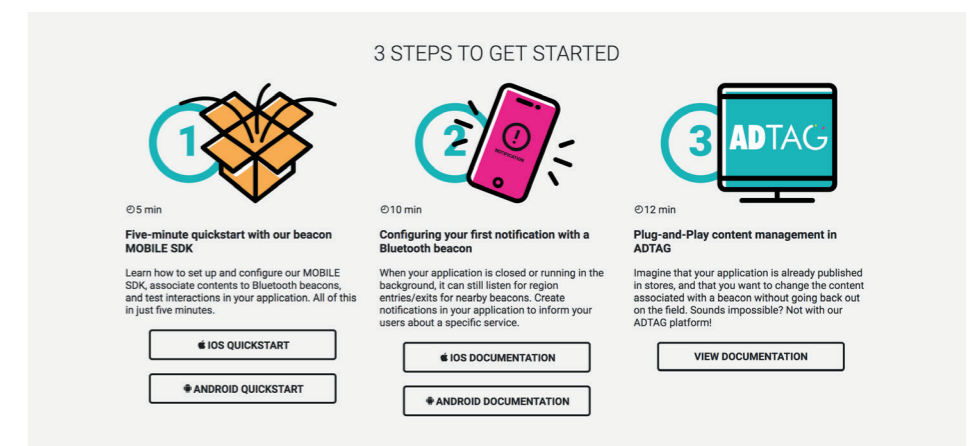 3 STEPS TO GET STARTED
1
5 min
Five-minute quickstart with our beacon
MOBILE SDK
Learn how to set up and configure our MOBILE
SDK, associate contents to Bluetooth beacons,
and test interactions in your application. All of this
in just five minutes.
IOS QUICKSTART
ANDROID QUICKSTART
2
NOTIFICATION
10 min
Configuring your first notification with a
Bluetooth beacon
When your application is closed or running in the
background, it can still listen for region
entries/exits for nearby beacons. Create
notifications in your application to inform your
users about a specific service.
IOS DOCUMENTATION
ANDROID DOCUMENTATION
3
ADTAG
12 min
Plug-and-Play content management in
ADTAG
Imagine that your application is already published
in stores, and that you want to change the content
associated with a beacon without going back out
on the field. Sounds impossible? Not with our
ADTAG platform!
VIEW DOCUMENTATION